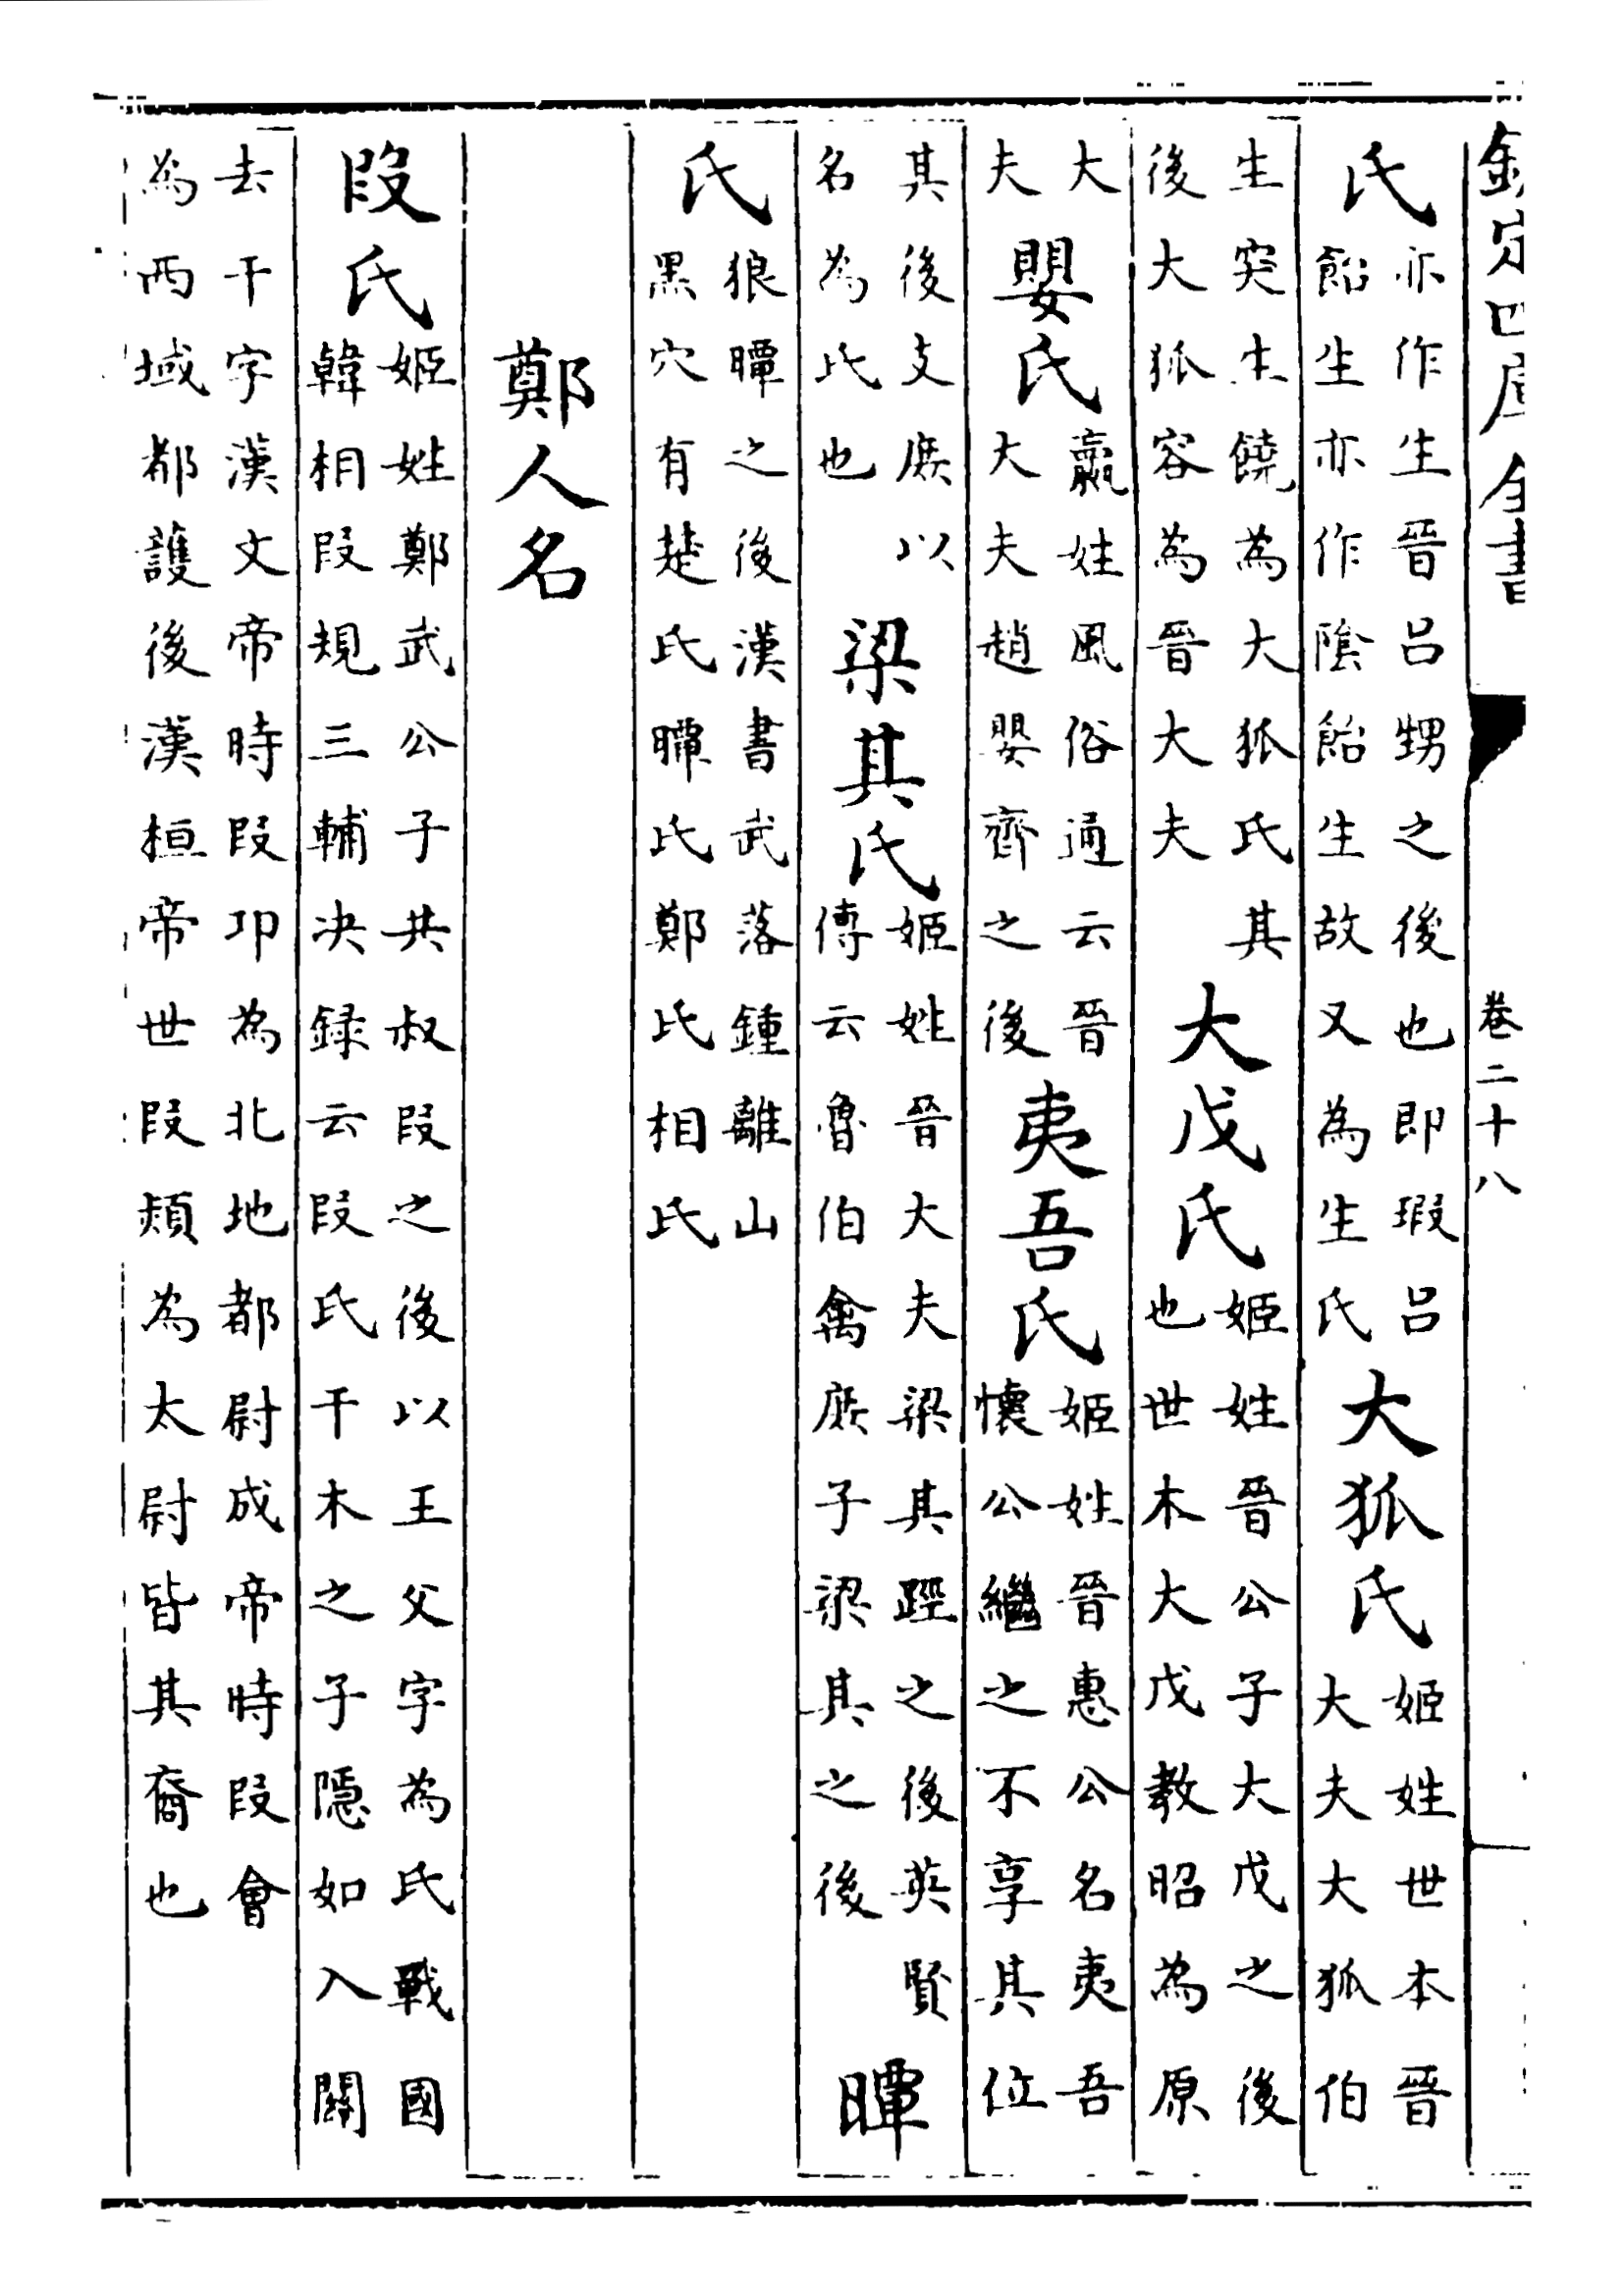 欽定四庫全書
卷二十八
氏亦作生晉呂甥之後也即瑕呂
飴生亦作陰飴生故又為生氏
大狐氏姬姓世本晉
大夫大狐伯
生突生饒為大狐氏其
後大狐容為晉大夫
大戊氏姬姓晉公子大戊之後
也世木大戊教昭為原
大
夫
嬰氏嬴姓風俗通云晉
大夫趙嬰齊之後
夷吾氏姬姓晉惠公名夷吾
懷公繼之不享其位
其後支庶以
名為氏也
梁其氏姬姓晉大夫梁其踁之後英賢
傳云魯伯禽庶子梁其之後
瞫
氏狼瞫之後漢書武落鍾離山
黑穴有樊氏瞫氏鄭氏相氏
鄭人名
段氏姬姓鄭武公子共叔段之後以王父字為氏戰國
韓相段規三輔決録云段氏干木之子隱如入關
去干字漢文帝時段卬為北地都尉成帝時段會
為西域都護後漢桓帝世段熲為太尉皆其裔也